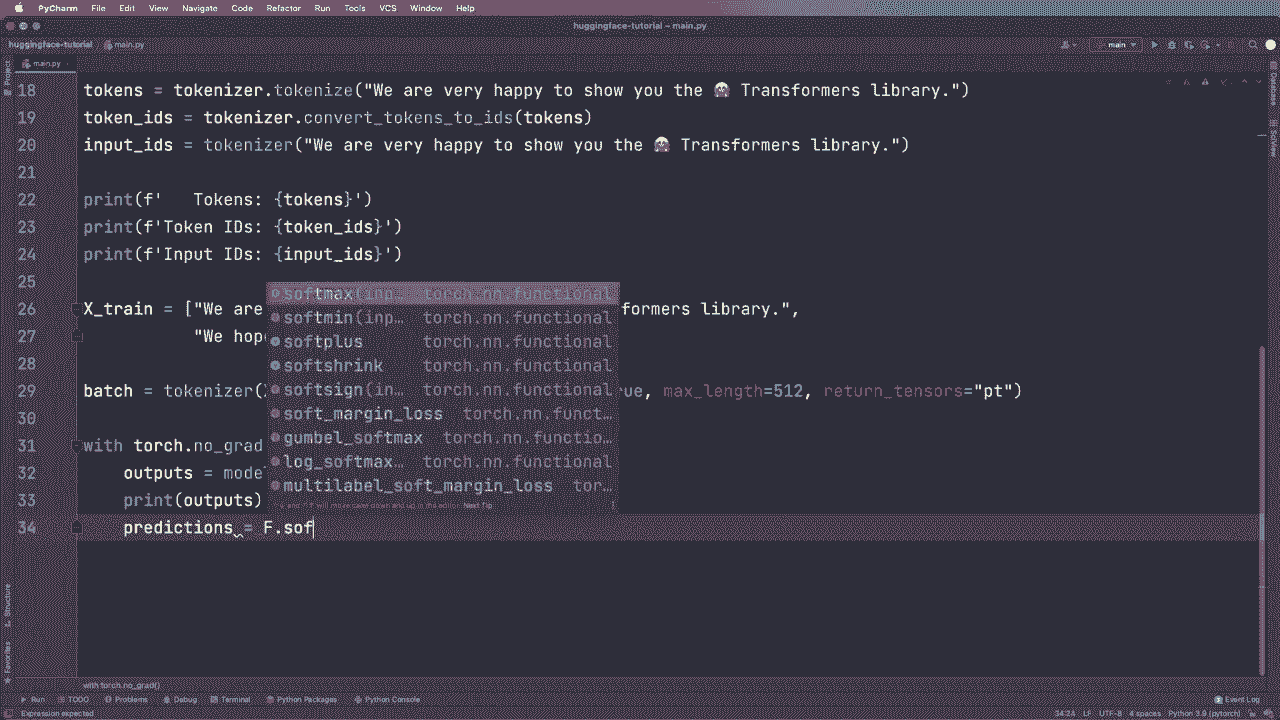 PyCharm File Edit View Navigate Code Refactor Run Tools VCS Window Help
huggingface-tutorial – main.py
huggingface-tutorial main.py main
main.py
Project
Database
SciView
18 tokens = tokenizer.tokenize("We are very happy to show you the 🤗 Transformers library.")
19 token_ids = tokenizer.convert_tokens_to_ids(tokens)
20 input_ids = tokenizer("We are very happy to show you the 🤗 Transformers library.")
21
22 print(f'   Tokens: {tokens}')
23 print(f'Token IDs: {token_ids}')
24 print(f'Input IDs: {input_ids}')
25
softmax(inp… torch.nn.functional
26 X_train = ["We are formers library.",
softmin(inp… torch.nn.functional
27 "We hop
softplus torch.nn.functional
28
softshrink torch.nn.functional
29 batch = tokenizer( ue, max_length=512, return_tensors="pt")
softsign(in… torch.nn.functional
30
soft_margin_loss torch.nn.funct…
gumbel_softmax torch.nn.functio…
31 with torch.no_grad
log_softmax… torch.nn.functional
32 outputs = mode
multilabel_soft_margin_loss tor…
33 print(outputs)
will move caret down and up in the editor Next Tip
34 predictions = F.sof
Structure
Favorites
with torch.no_grad()
Run TODO Problems Debug Terminal Python Packages Python Console Event Log
Expression expected 34:24 LF UTF-8 4 spaces Python 3.9 (pytorch)